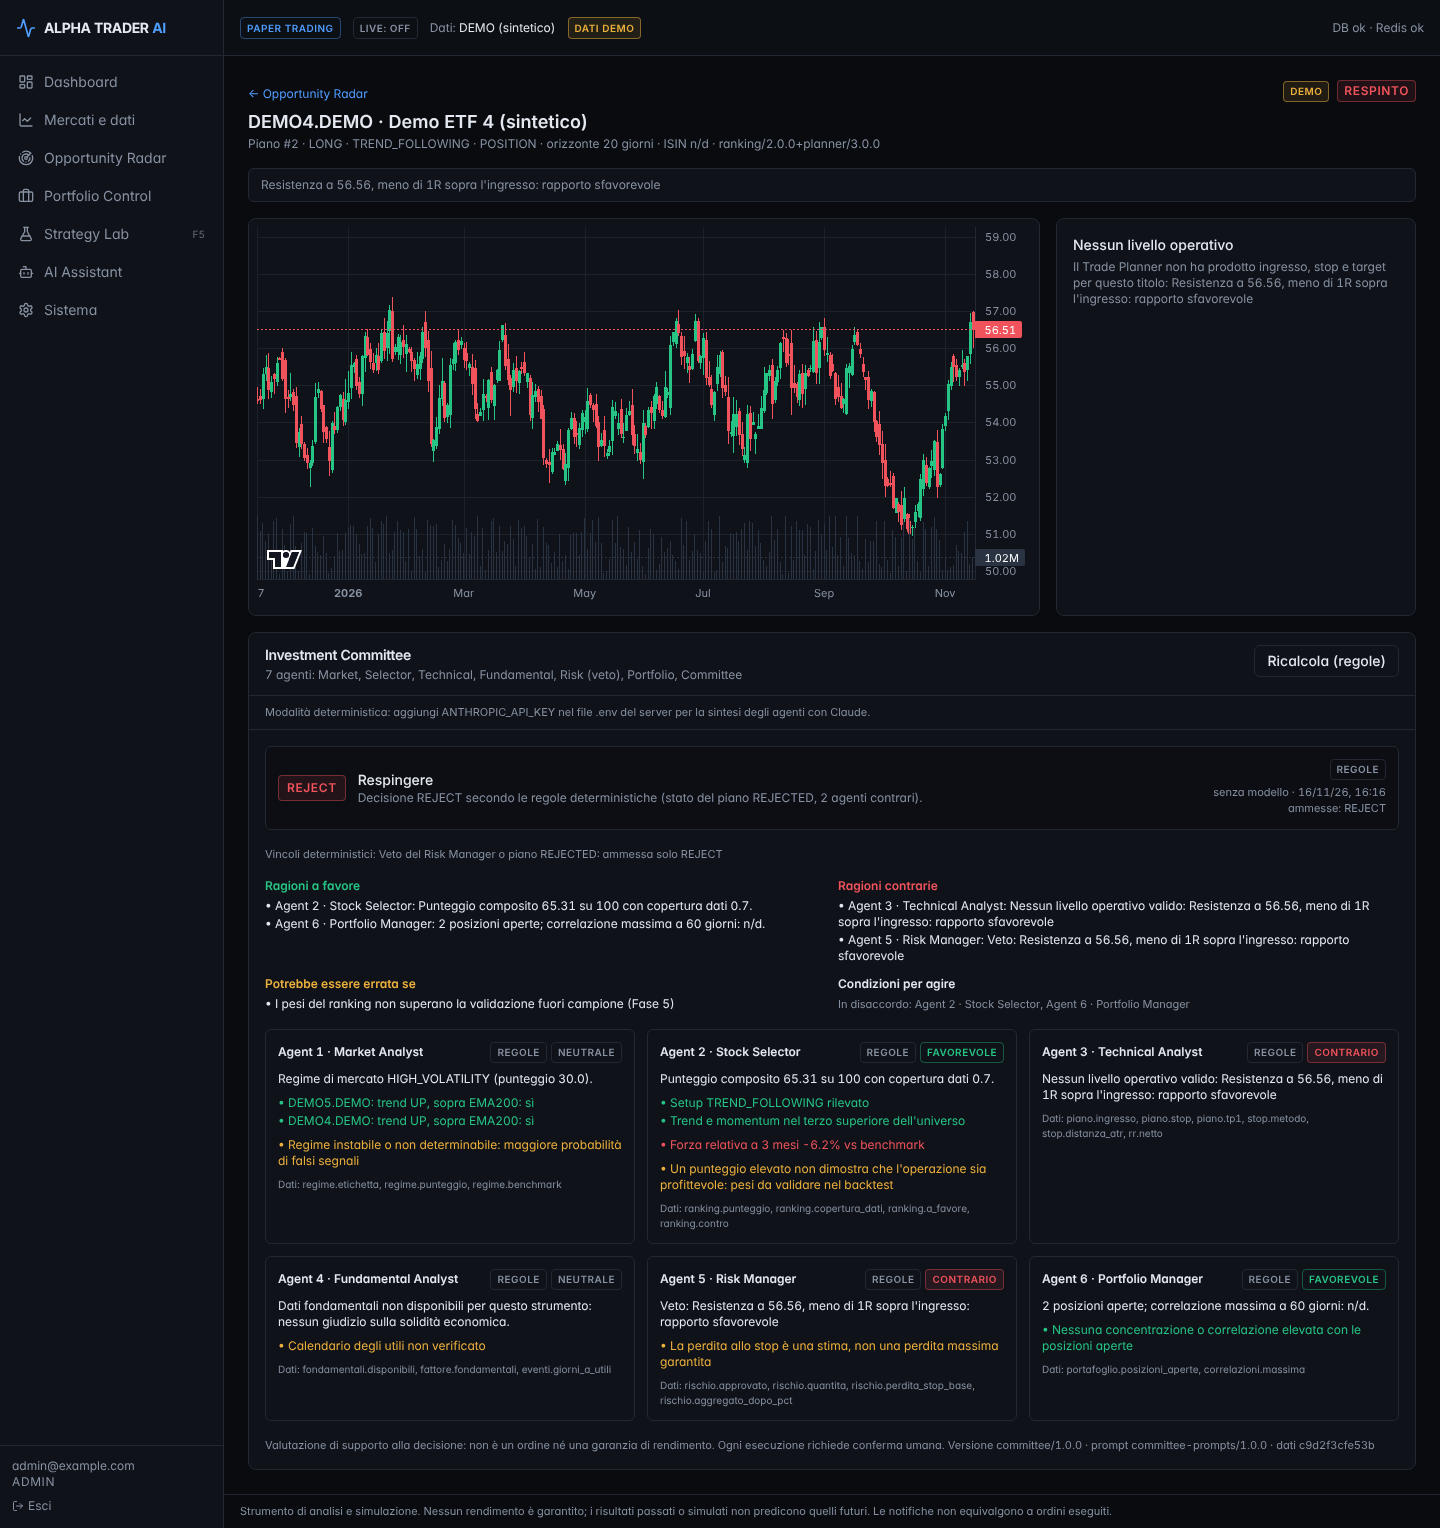 ALPHA TRADER AI
PAPER TRADING
LIVE: OFF
Dati: DEMO (sintetico)
DATI DEMO
DB ok · Redis ok
Dashboard
Mercati e dati
Opportunity Radar
Portfolio Control
Strategy Lab F5
AI Assistant
Sistema
← Opportunity Radar
DEMO
RESPINTO
DEMO4.DEMO · Demo ETF 4 (sintetico)
Piano #2 · LONG · TREND_FOLLOWING · POSITION · orizzonte 20 giorni · ISIN n/d · ranking/2.0.0+planner/3.0.0
Resistenza a 56.56, meno di 1R sopra l'ingresso: rapporto sfavorevole
59.00
58.00
57.00
56.51
56.00
55.00
54.00
53.00
52.00
51.00
1.02M
50.00
7 2026 Mar May Jul Sep Nov
Nessun livello operativo
Il Trade Planner non ha prodotto ingresso, stop e target
per questo titolo: Resistenza a 56.56, meno di 1R sopra
l'ingresso: rapporto sfavorevole
Investment Committee
7 agenti: Market, Selector, Technical, Fundamental, Risk (veto), Portfolio, Committee
Ricalcola (regole)
Modalità deterministica: aggiungi ANTHROPIC_API_KEY nel file .env del server per la sintesi degli agenti con Claude.
REJECT
Respingere
Decisione REJECT secondo le regole deterministiche (stato del piano REJECTED, 2 agenti contrari).
REGOLE
senza modello · 16/11/26, 16:16
ammesse: REJECT
Vincoli deterministici: Veto del Risk Manager o piano REJECTED: ammessa solo REJECT
Ragioni a favore
• Agent 2 · Stock Selector: Punteggio composito 65.31 su 100 con copertura dati 0.7.
• Agent 6 · Portfolio Manager: 2 posizioni aperte; correlazione massima a 60 giorni: n/d.
Ragioni contrarie
• Agent 3 · Technical Analyst: Nessun livello operativo valido: Resistenza a 56.56, meno di 1R
sopra l'ingresso: rapporto sfavorevole
• Agent 5 · Risk Manager: Veto: Resistenza a 56.56, meno di 1R sopra l'ingresso: rapporto
sfavorevole
Potrebbe essere errata se
• I pesi del ranking non superano la validazione fuori campione (Fase 5)
Condizioni per agire
In disaccordo: Agent 2 · Stock Selector, Agent 6 · Portfolio Manager
Agent 1 · Market Analyst REGOLE NEUTRALE
Regime di mercato HIGH_VOLATILITY (punteggio 30.0).
• DEMO5.DEMO: trend UP, sopra EMA200: sì
• DEMO4.DEMO: trend UP, sopra EMA200: sì
• Regime instabile o non determinabile: maggiore probabilità
di falsi segnali
Dati: regime.etichetta, regime.punteggio, regime.benchmark
Agent 2 · Stock Selector REGOLE FAVOREVOLE
Punteggio composito 65.31 su 100 con copertura dati 0.7.
• Setup TREND_FOLLOWING rilevato
• Trend e momentum nel terzo superiore dell'universo
• Forza relativa a 3 mesi -6.2% vs benchmark
• Un punteggio elevato non dimostra che l'operazione sia
profittevole: pesi da validare nel backtest
Dati: ranking.punteggio, ranking.copertura_dati, ranking.a_favore,
ranking.contro
Agent 3 · Technical Analyst REGOLE CONTRARIO
Nessun livello operativo valido: Resistenza a 56.56, meno di
1R sopra l'ingresso: rapporto sfavorevole
Dati: piano.ingresso, piano.stop, piano.tp1, stop.metodo,
stop.distanza_atr, rr.netto
Agent 4 · Fundamental Analyst REGOLE NEUTRALE
Dati fondamentali non disponibili per questo strumento:
nessun giudizio sulla solidità economica.
• Calendario degli utili non verificato
Dati: fondamentali.disponibili, fattore.fondamentali, eventi.giorni_a_utili
Agent 5 · Risk Manager REGOLE CONTRARIO
Veto: Resistenza a 56.56, meno di 1R sopra l'ingresso:
rapporto sfavorevole
• La perdita allo stop è una stima, non una perdita massima
garantita
Dati: rischio.approvato, rischio.quantita, rischio.perdita_stop_base,
rischio.aggregato_dopo_pct
Agent 6 · Portfolio Manager REGOLE FAVOREVOLE
2 posizioni aperte; correlazione massima a 60 giorni: n/d.
• Nessuna concentrazione o correlazione elevata con le
posizioni aperte
Dati: portafoglio.posizioni_aperte, correlazioni.massima
Valutazione di supporto alla decisione: non è un ordine né una garanzia di rendimento. Ogni esecuzione richiede conferma umana. Versione committee/1.0.0 · prompt committee-prompts/1.0.0 · dati c9d2f3cfe53b
admin@example.com
ADMIN
Esci
Strumento di analisi e simulazione. Nessun rendimento è garantito; i risultati passati o simulati non predicono quelli futuri. Le notifiche non equivalgono a ordini eseguiti.